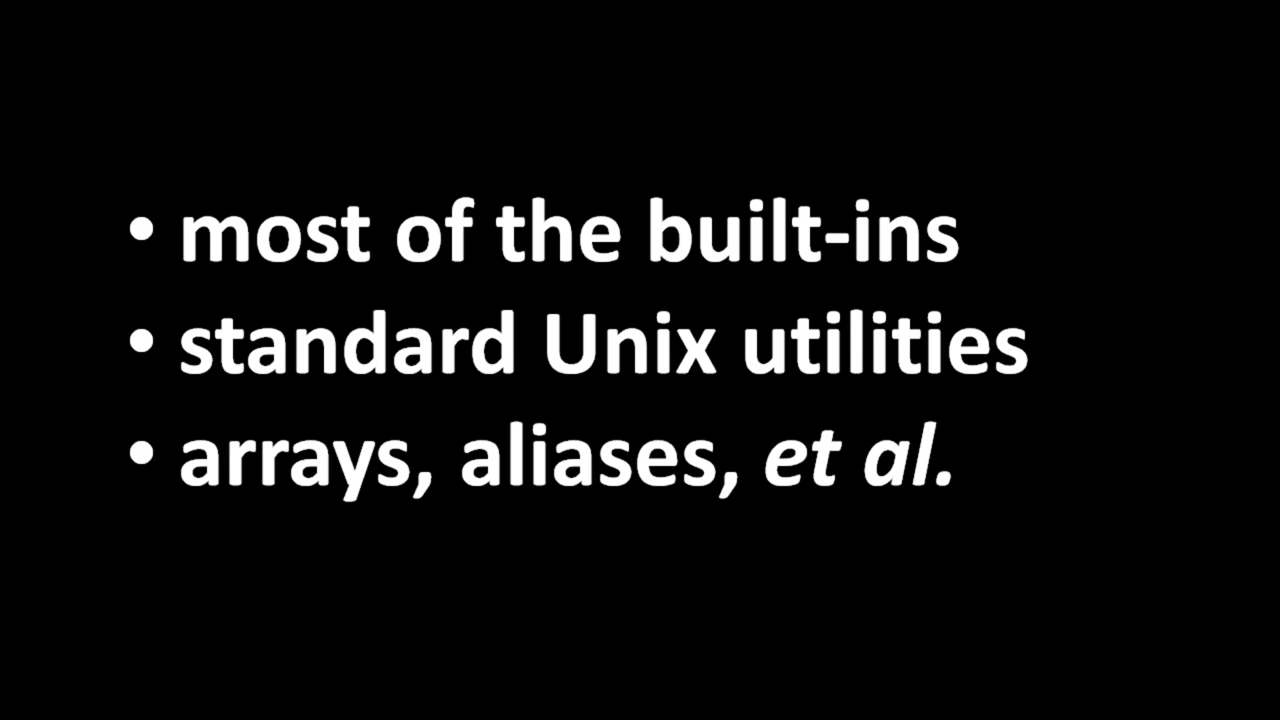 • most of the built-ins
• standard Unix utilities
• arrays, aliases, et al.